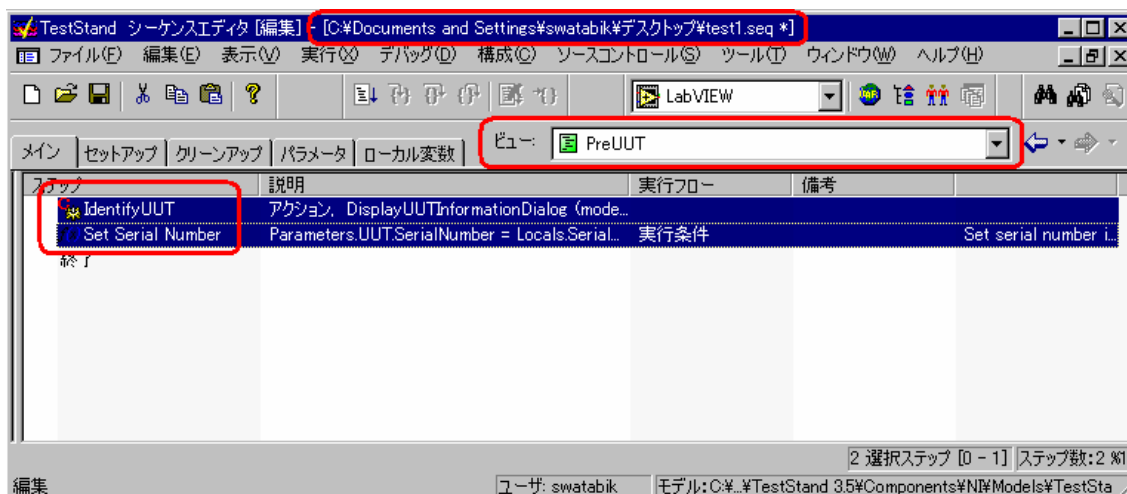 TestStand シーケンスエディタ [編集] - [C:¥Documents and Settings¥swatabik¥デスクトップ¥test1.seq *]
ファイル(F) 編集(E) 表示(V) 実行(X) デバッグ(D) 構成(C) ソースコントロール(S) ツール(T) ウィンドウ(W) ヘルプ(H)
LabVIEW
メイン セットアップ クリーンアップ パラメータ ローカル変数 ビュー: PreUUT
ステップ 説明 実行フロー 備考
IdentifyUUT アクション, DisplayUUTInformationDialog (mode...
Set Serial Number Parameters.UUT.SerialNumber = Locals.Serial... 実行条件 Set serial number i...
終了
2 選択ステップ [0 - 1] ステップ数:2
編集 ユーザ: swatabik モデル: C:¥...¥TestStand 3.5¥Components¥NI¥Models¥TestSta